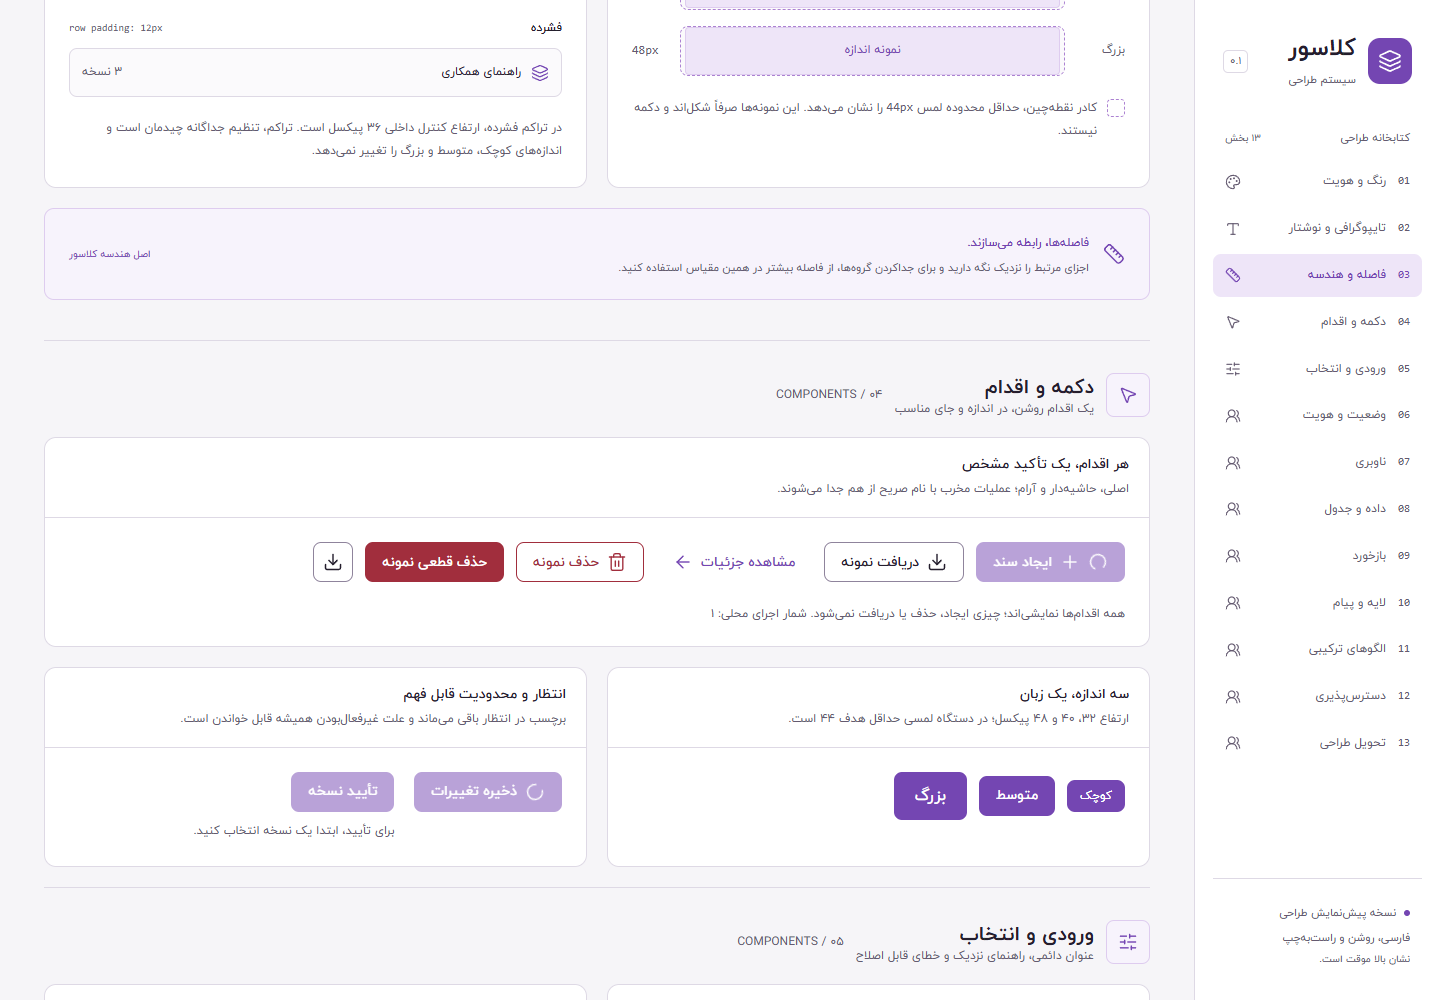 کلاسور
سیستم طراحی
۰.۱
کتابخانه طراحی
۱۳ بخش
01 رنگ و هویت
02 تایپوگرافی و نوشتار
03 فاصله و هندسه
04 دکمه و اقدام
05 ورودی و انتخاب
06 وضعیت و هویت
07 ناوبری
08 داده و جدول
09 بازخورد
10 لایه و پیام
11 الگوهای ترکیبی
12 دسترس‌پذیری
13 تحویل طراحی
نسخه پیش‌نمایش طراحی
فارسی، روشن و راست‌به‌چپ
نشان بالا موقت است.
بزرگ
نمونه اندازه
48px
کادر نقطه‌چین، حداقل محدوده لمس 44px را نشان می‌دهد. این نمونه‌ها صرفاً شکل‌اند و دکمه
نیستند.
فشرده
row padding: 12px
راهنمای همکاری
۳ نسخه
در تراکم فشرده، ارتفاع کنترل داخلی ۳۶ پیکسل است. تراکم، تنظیم جداگانه چیدمان است و
اندازه‌های کوچک، متوسط و بزرگ را تغییر نمی‌دهد.
فاصله‌ها، رابطه می‌سازند.
اجزای مرتبط را نزدیک نگه دارید و برای جداکردن گروه‌ها، از فاصله بیشتر در همین مقیاس استفاده کنید.
اصل هندسه کلاسور
دکمه و اقدام
یک اقدام روشن، در اندازه و جای مناسب
COMPONENTS / ۰۴
هر اقدام، یک تأکید مشخص
اصلی، حاشیه‌دار و آرام؛ عملیات مخرب با نام صریح از هم جدا می‌شوند.
ایجاد سند
دریافت نمونه
مشاهده جزئیات
حذف نمونه
حذف قطعی نمونه
همه اقدام‌ها نمایشی‌اند؛ چیزی ایجاد، حذف یا دریافت نمی‌شود. شمار اجرای محلی: ۱
سه اندازه، یک زبان
ارتفاع ۳۲، ۴۰ و ۴۸ پیکسل؛ در دستگاه لمسی حداقل هدف ۴۴ است.
کوچک
متوسط
بزرگ
انتظار و محدودیت قابل فهم
برچسب در انتظار باقی می‌ماند و علت غیرفعال‌بودن همیشه قابل خواندن است.
ذخیره تغییرات
تأیید نسخه
برای تأیید، ابتدا یک نسخه انتخاب کنید.
ورودی و انتخاب
عنوان دائمی، راهنمای نزدیک و خطای قابل اصلاح
COMPONENTS / ۰۵